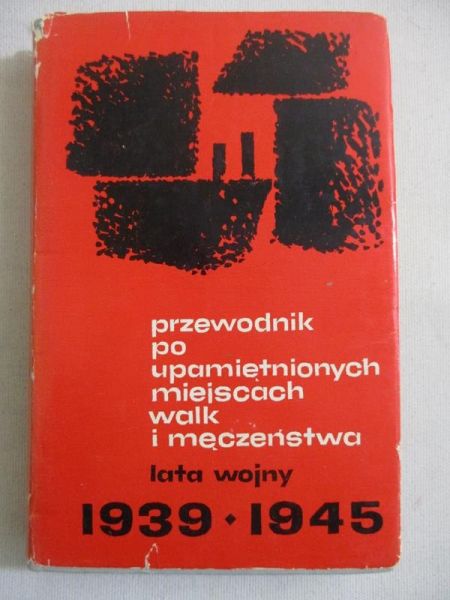 przewodnik
po
upamiętnionych
miejscach
walk
i męczeństwa
lata wojny
1939 • 1945